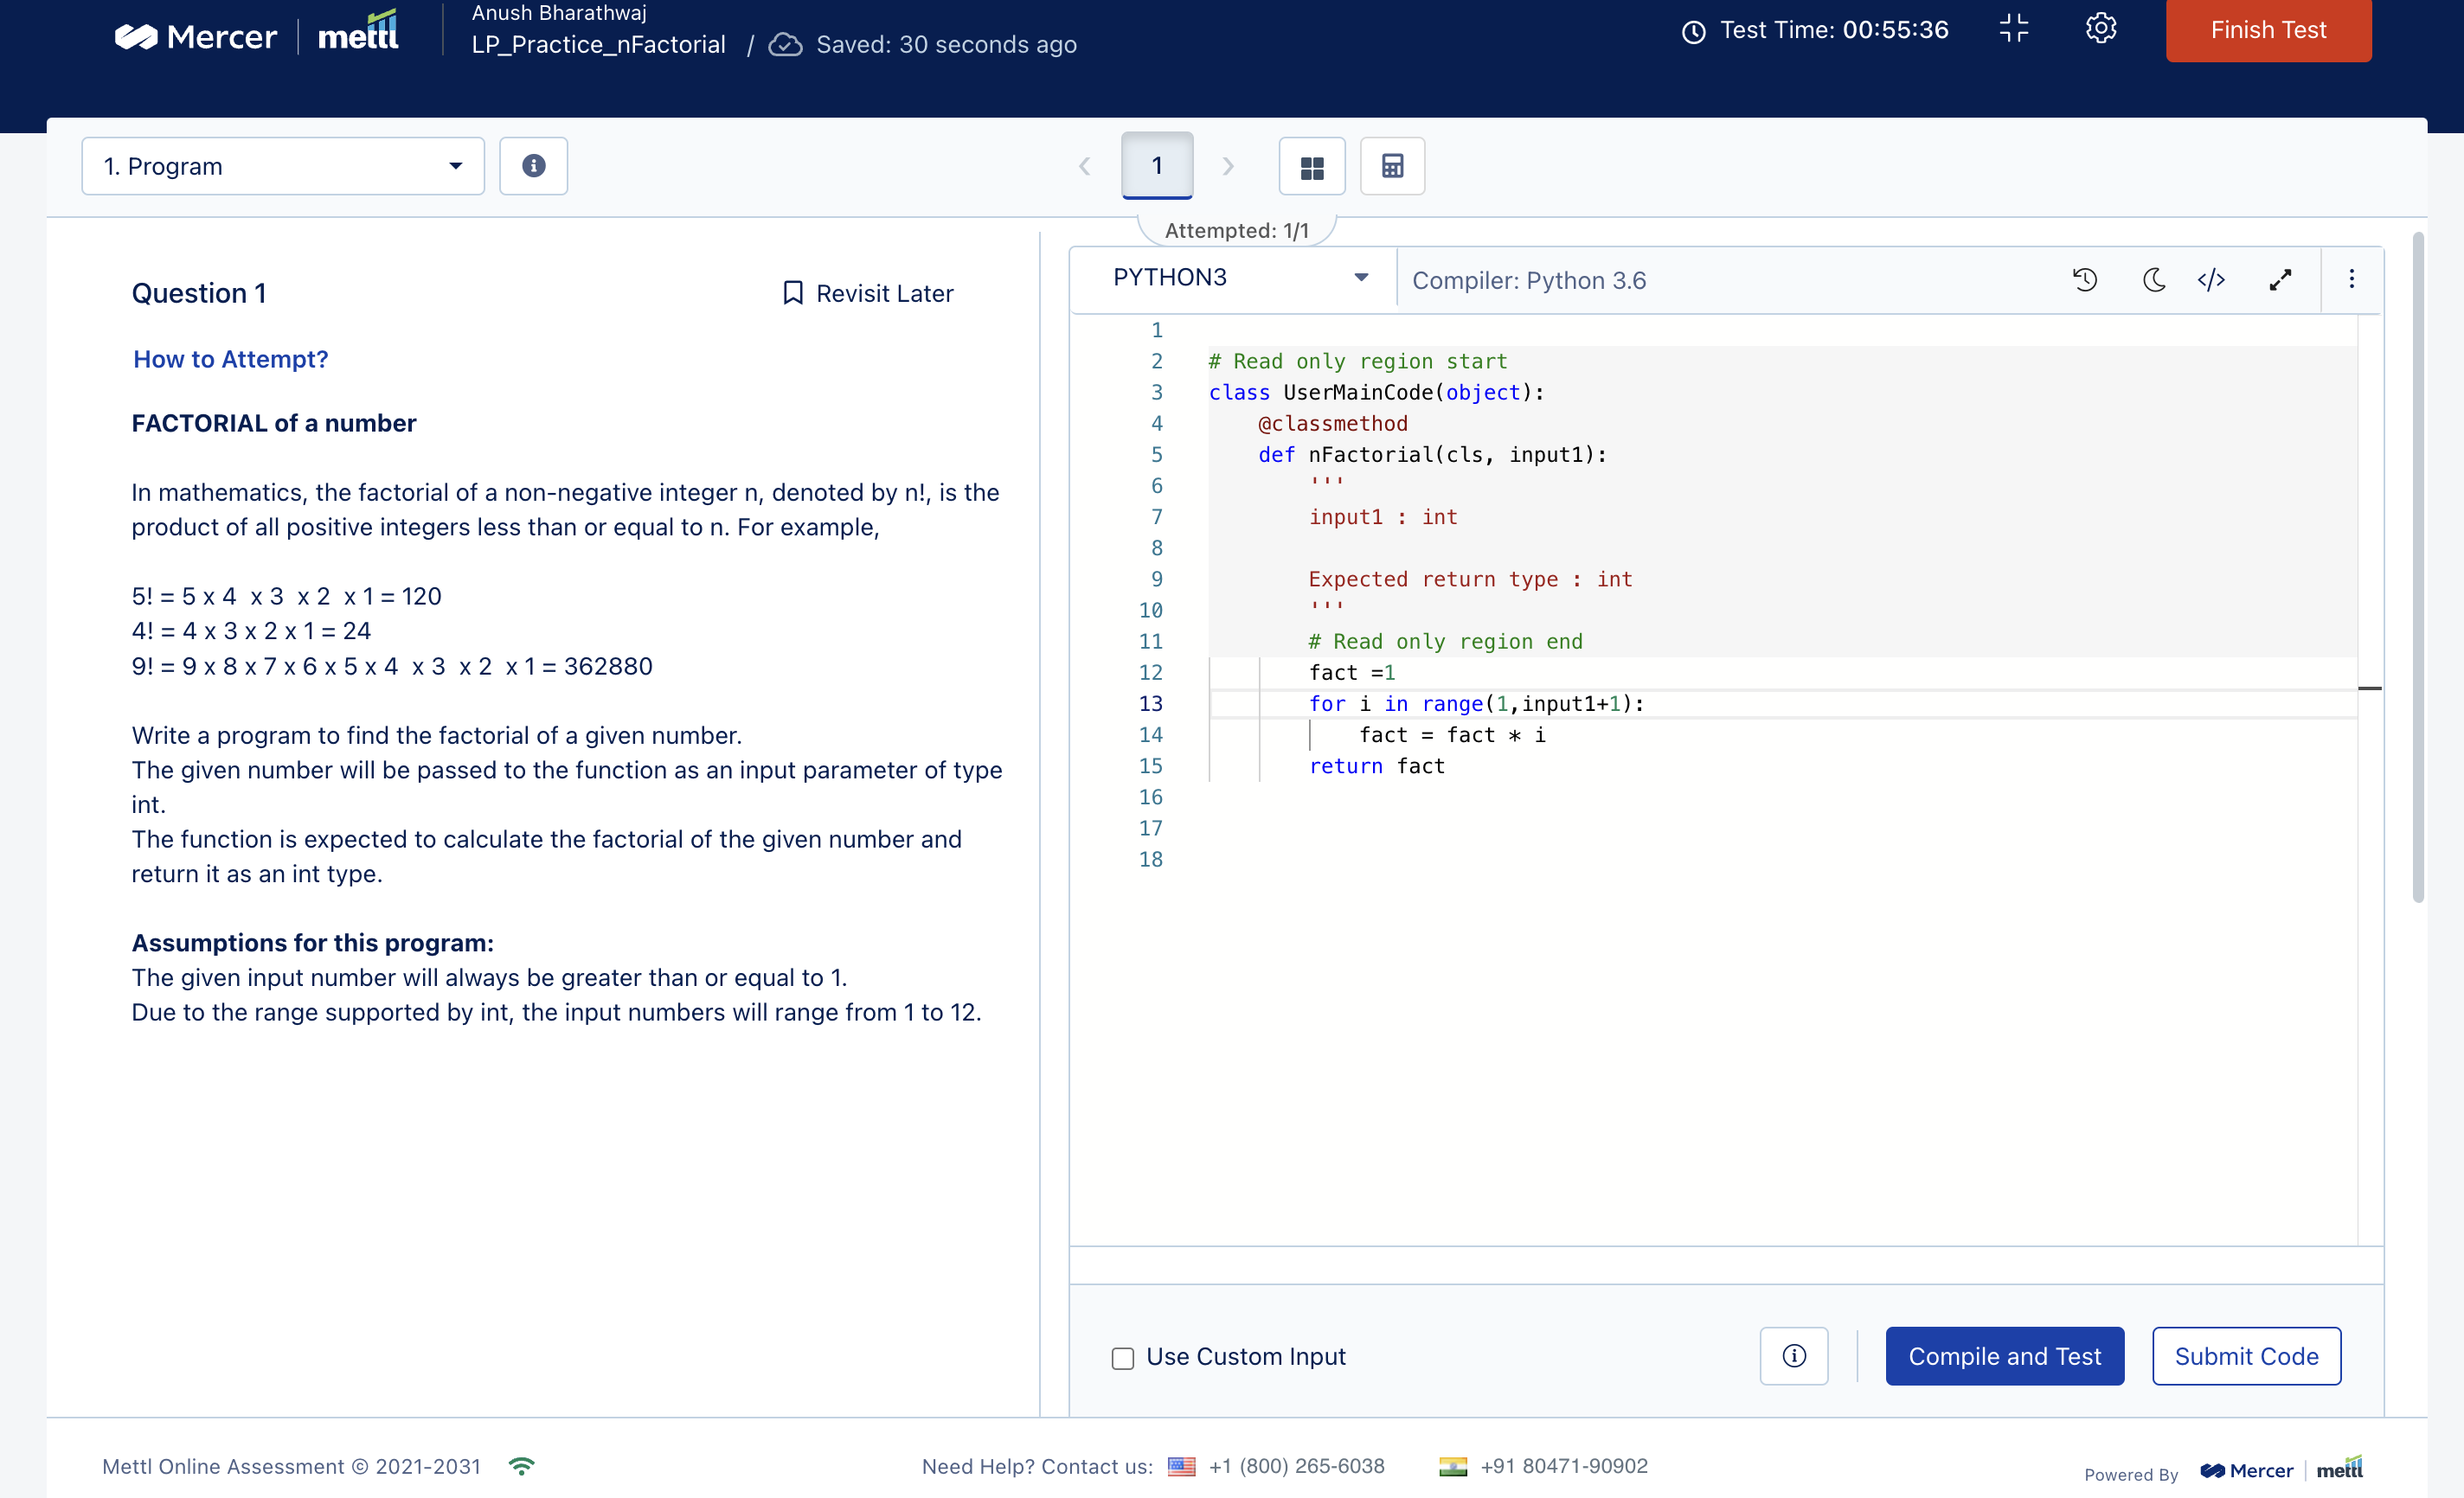 Mercer | mettl
Anush Bharathwaj
LP_Practice_nFactorial / Saved: 30 seconds ago
Test Time: 00:55:36
Finish Test
1. Program
1
Attempted: 1/1
Question 1
Revisit Later
How to Attempt?
FACTORIAL of a number
In mathematics, the factorial of a non-negative integer n, denoted by n!, is the
product of all positive integers less than or equal to n. For example,
5! = 5 x 4  x 3  x 2  x 1 = 120
4! = 4 x 3 x 2 x 1 = 24
9! = 9 x 8 x 7 x 6 x 5 x 4  x 3  x 2  x 1 = 362880
Write a program to find the factorial of a given number.
The given number will be passed to the function as an input parameter of type
int.
The function is expected to calculate the factorial of the given number and
return it as an int type.
Assumptions for this program:
The given input number will always be greater than or equal to 1.
Due to the range supported by int, the input numbers will range from 1 to 12.
PYTHON3
Compiler: Python 3.6
1
2 # Read only region start
3 class UserMainCode(object):
4     @classmethod
5     def nFactorial(cls, input1):
6         '''
7         input1 : int
8
9         Expected return type : int
10         '''
11         # Read only region end
12         fact =1
13         for i in range(1,input1+1):
14             fact = fact * i
15         return fact
16
17
18
Use Custom Input
Compile and Test
Submit Code
Mettl Online Assessment © 2021-2031
Need Help? Contact us: +1 (800) 265-6038 +91 80471-90902
Powered By Mercer | mettl